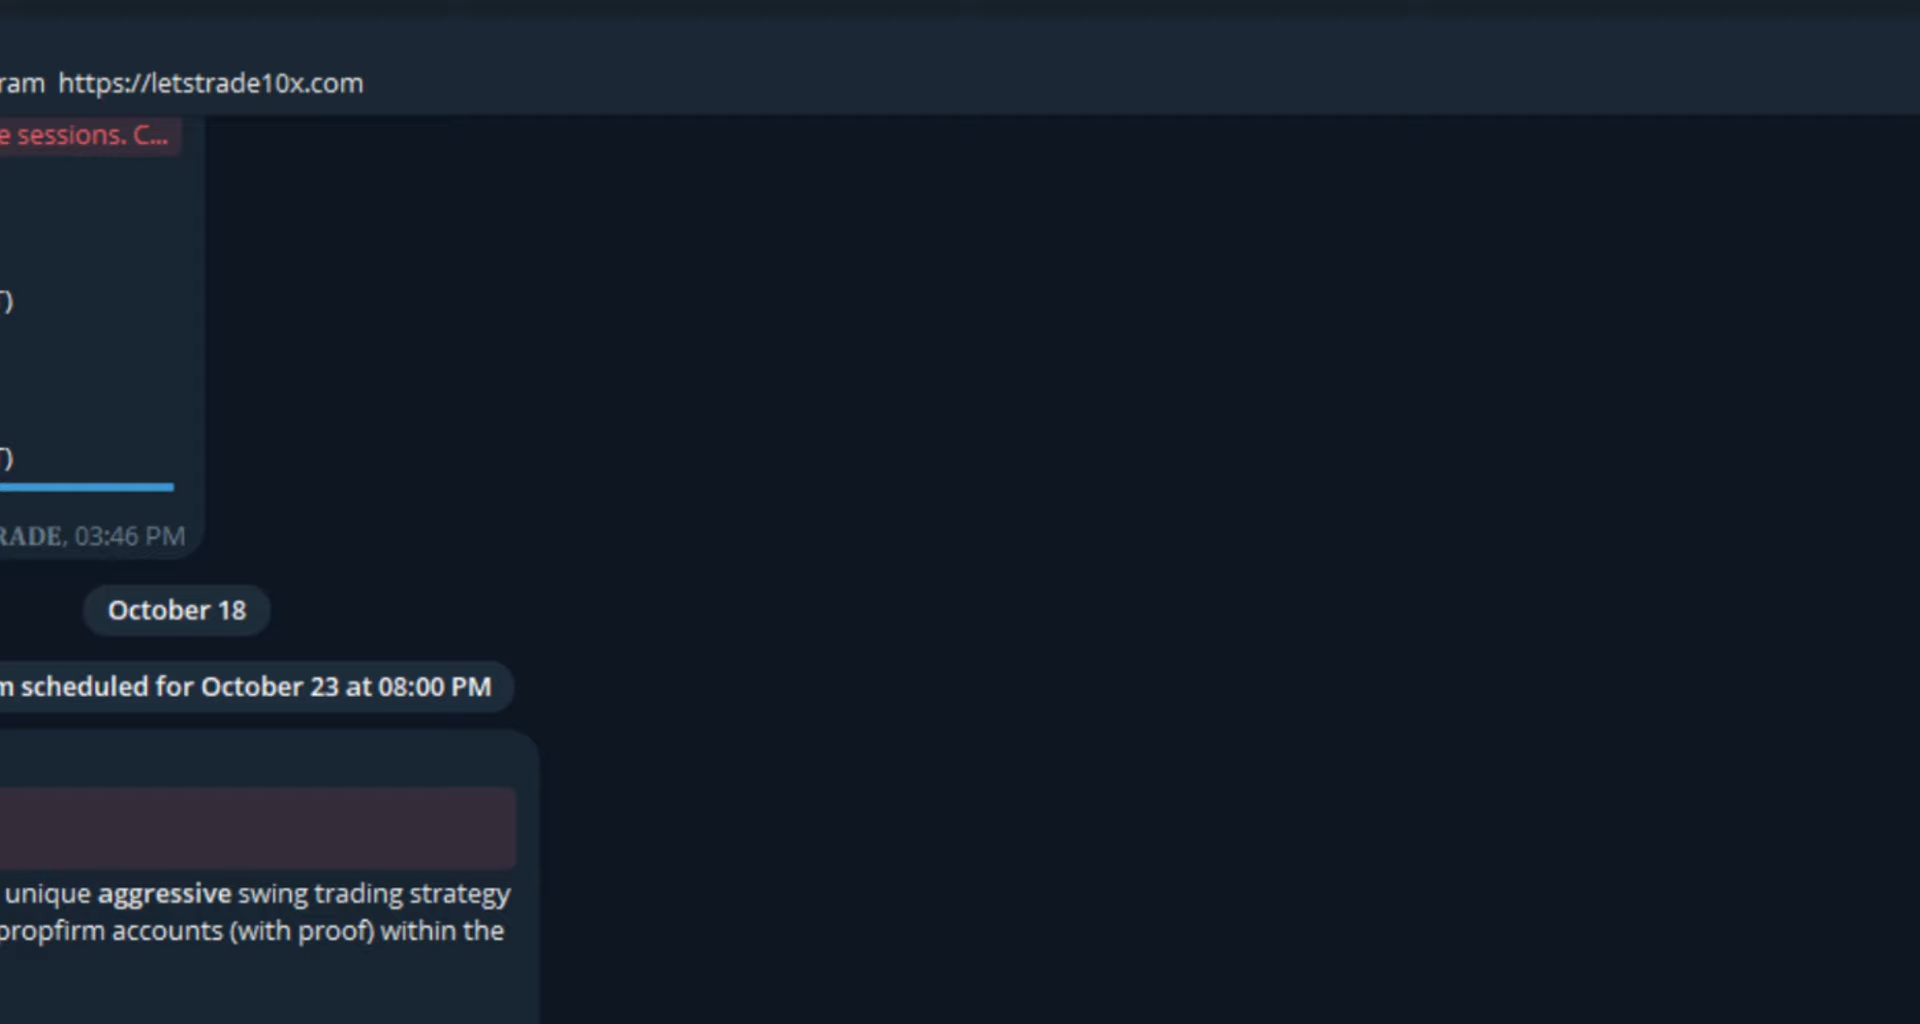 https://letstrade10x.com
sessions. C...
RADE, 03:46 PM
October 18
scheduled for October 23 at 08:00 PM
unique aggressive swing trading strategy
propfirm accounts (with proof) within the